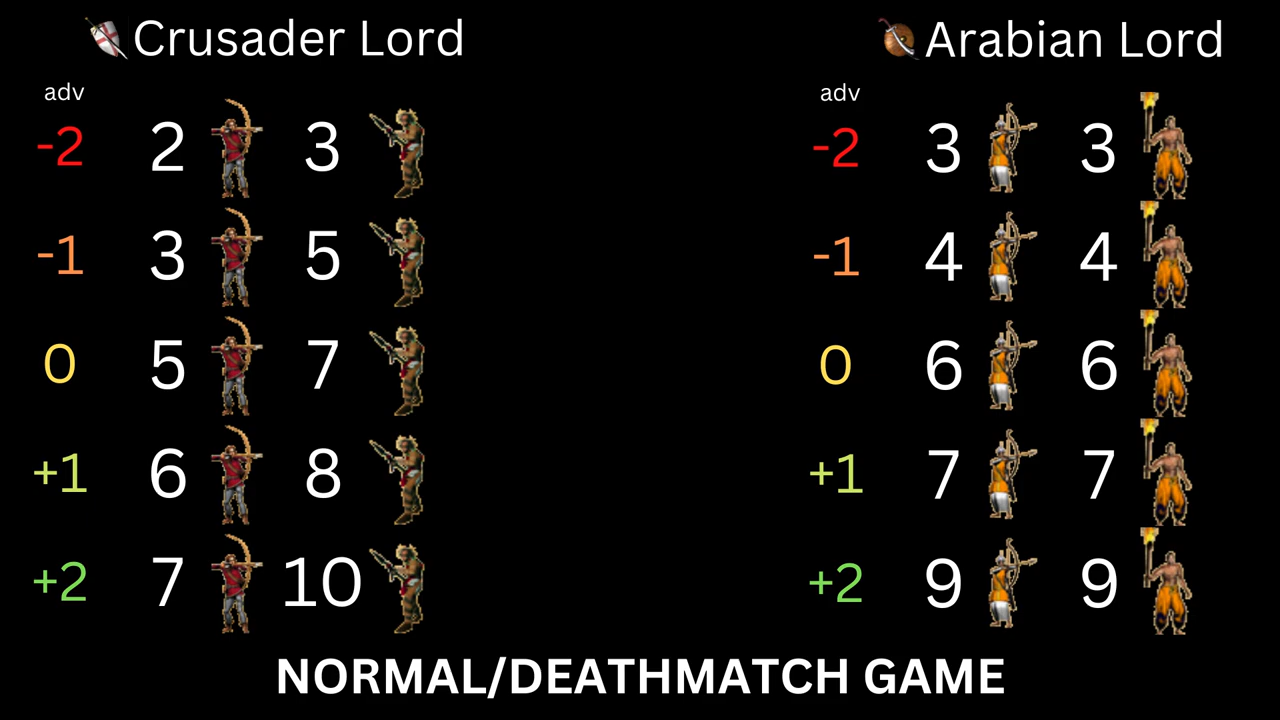 Crusader Lord Arabian Lord
adv adv
-2 2 3 -2 3 3
-1 3 5 -1 4 4
0 5 7 0 6 6
+1 6 8 +1 7 7
+2 7 10 +2 9 9
NORMAL/DEATHMATCH GAME